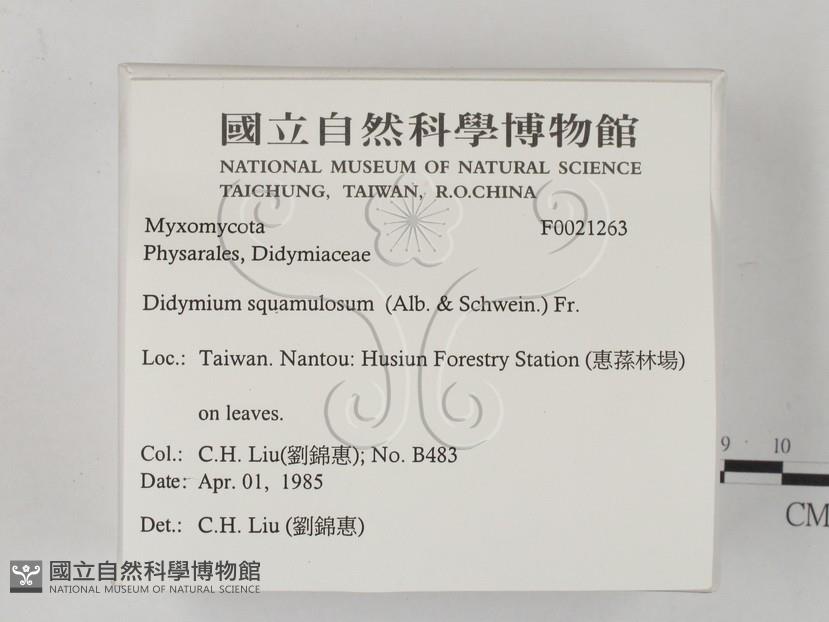 國立自然科學博物館
NATIONAL MUSEUM OF NATURAL SCIENCE
TAICHUNG, TAIWAN, R.O.CHINA
Myxomycota F0021263
Physarales, Didymiaceae
Didymium squamulosum (Alb. & Schwein.) Fr.
Loc.: Taiwan. Nantou: Husiun Forestry Station (惠蓀林場)
on leaves.
Col.: C.H. Liu(劉錦惠); No. B483
Date: Apr. 01, 1985
Det.: C.H. Liu (劉錦惠)
9 10
CM
國立自然科學博物館
NATIONAL MUSEUM OF NATURAL SCIENCE